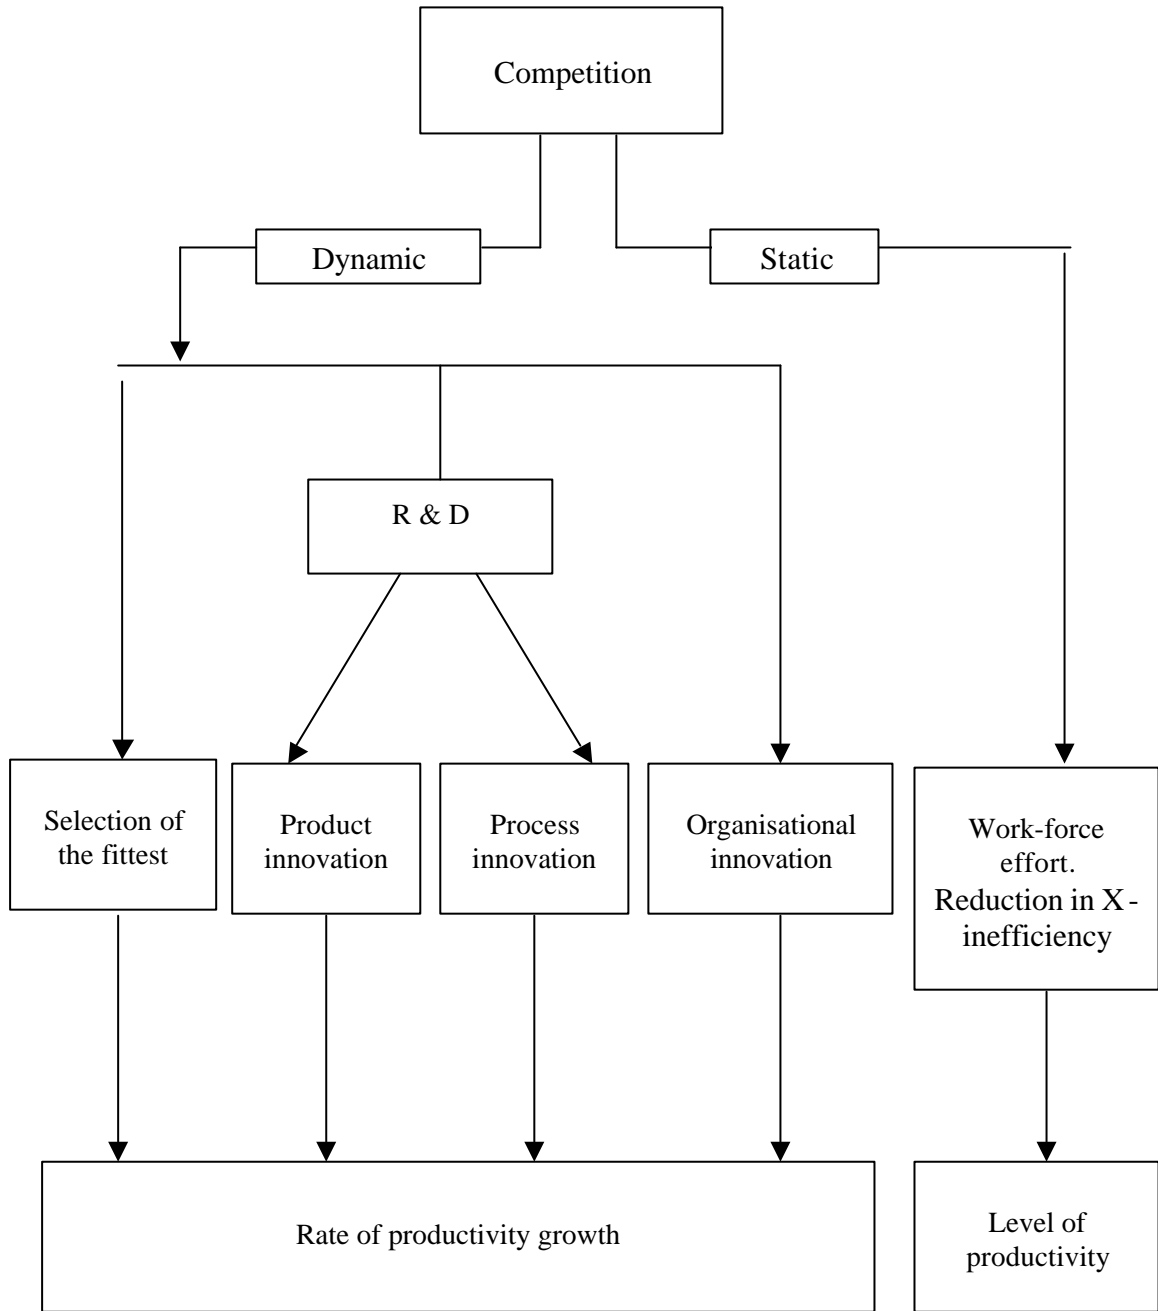 Competition
Dynamic
Static
R & D
Selection of
the fittest
Product
innovation
Process
innovation
Organisational
innovation
Work-force
effort.
Reduction in X-
inefficiency
Rate of productivity growth
Level of
productivity